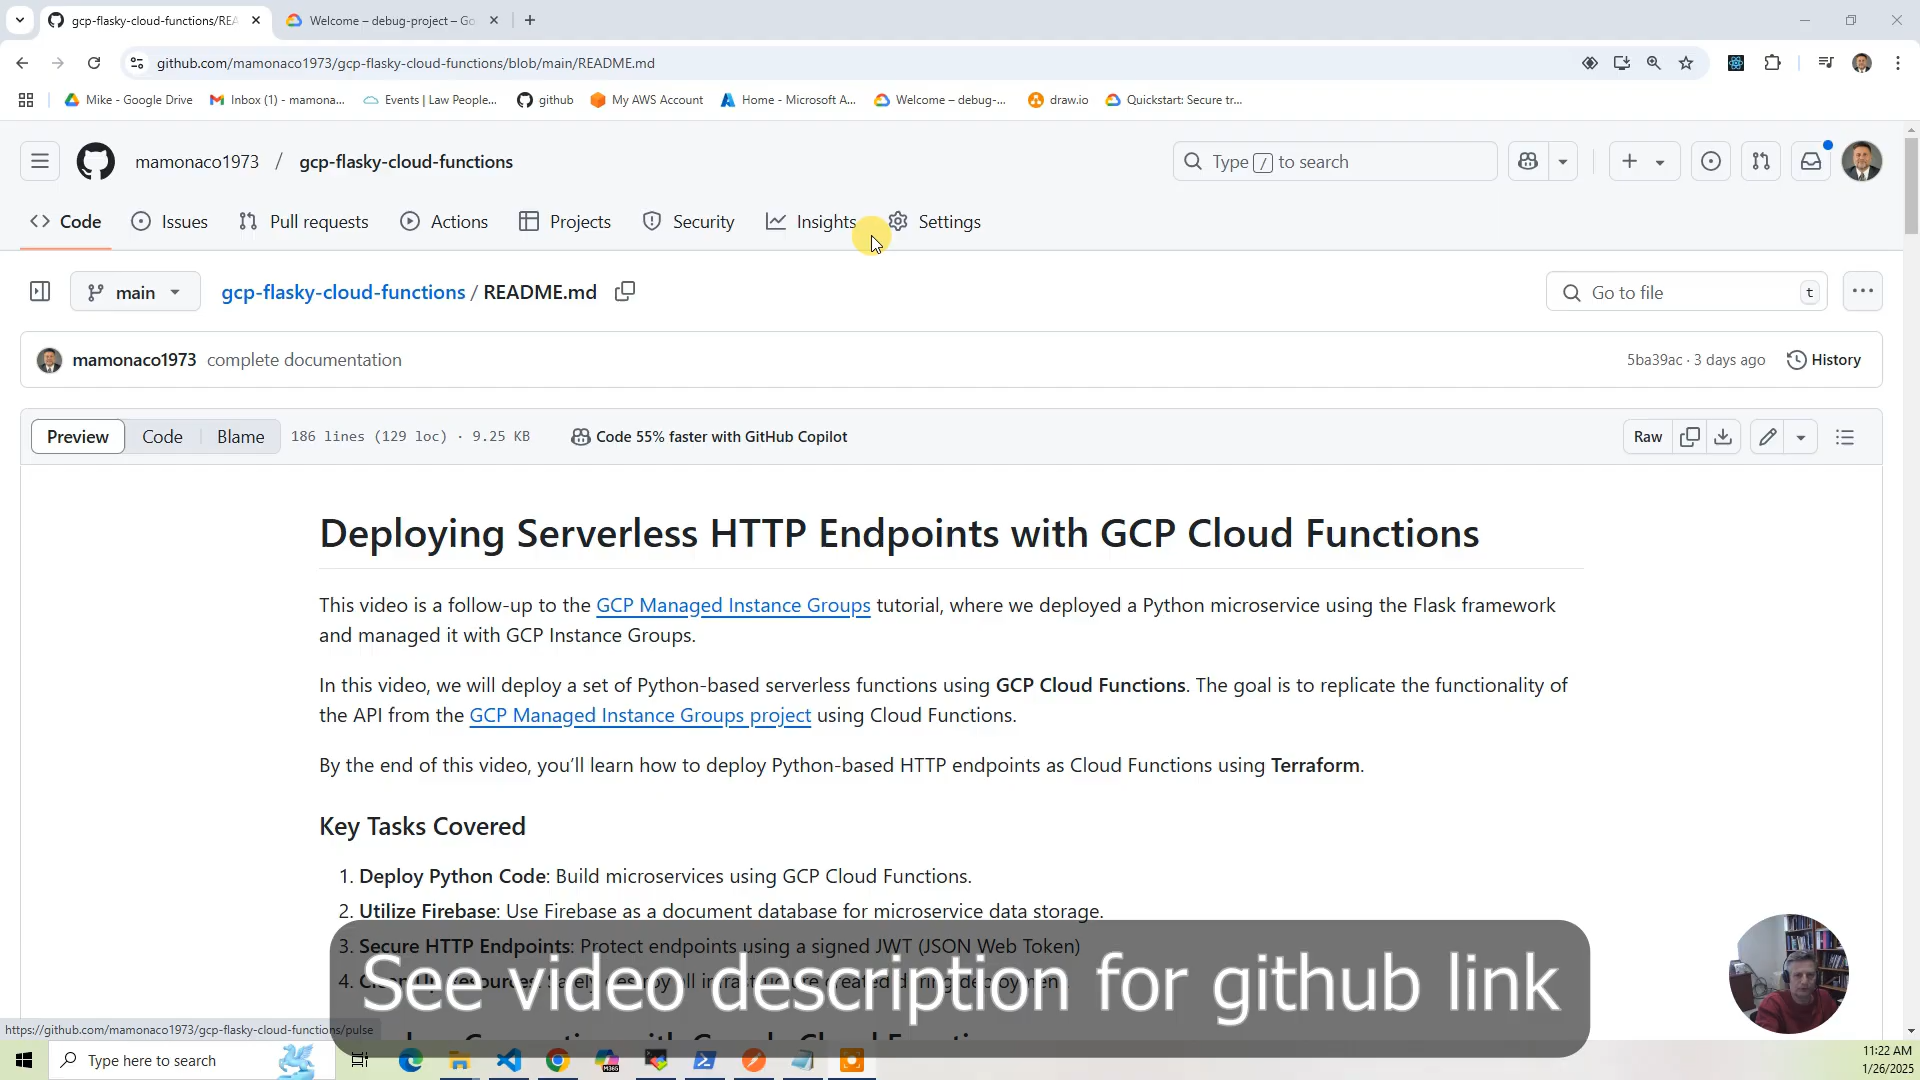 gcp-flasky-cloud-functions/REA
Welcome – debug-project – Go
github.com/mamonaco1973/gcp-flasky-cloud-functions/blob/main/README.md
Mike - Google Drive
Inbox (1) - mamona...
Events | Law People...
github
My AWS Account
Home - Microsoft A...
Welcome – debug-...
draw.io
Quickstart: Secure tr...
mamonaco1973 / gcp-flasky-cloud-functions
Type / to search
Code
Issues
Pull requests
Actions
Projects
Security
Insights
Settings
main
gcp-flasky-cloud-functions / README.md
Go to file
t
mamonaco1973 complete documentation
5ba39ac · 3 days ago
History
Preview
Code
Blame
186 lines (129 loc) · 9.25 KB
Code 55% faster with GitHub Copilot
Raw
Deploying Serverless HTTP Endpoints with GCP Cloud Functions
This video is a follow-up to the GCP Managed Instance Groups tutorial, where we deployed a Python microservice using the Flask framework
and managed it with GCP Instance Groups.
In this video, we will deploy a set of Python-based serverless functions using GCP Cloud Functions. The goal is to replicate the functionality of
the API from the GCP Managed Instance Groups project using Cloud Functions.
By the end of this video, you’ll learn how to deploy Python-based HTTP endpoints as Cloud Functions using Terraform.
Key Tasks Covered
1. Deploy Python Code: Build microservices using GCP Cloud Functions.
2. Utilize Firebase: Use Firebase as a document database for microservice data storage.
3. Secure HTTP Endpoints: Protect endpoints using a signed JWT (JSON Web Token)
4. Clean Up Resources: Safely destroy all infrastructure created during deployment.
See video description for github link
https://github.com/mamonaco1973/gcp-flasky-cloud-functions/pulse
Type here to search
11:22 AM
1/26/2025